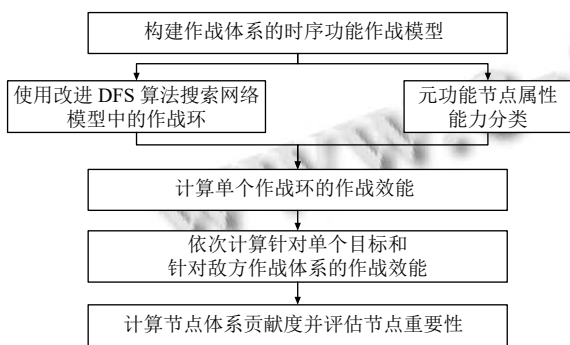 构建作战体系的时序功能作战模型
使用改进 DFS 算法搜索网络
模型中的作战环
元功能节点属性
能力分类
计算单个作战环的作战效能
依次计算针对单个目标和
针对敌方作战体系的作战效能
计算节点体系贡献度并评估节点重要性